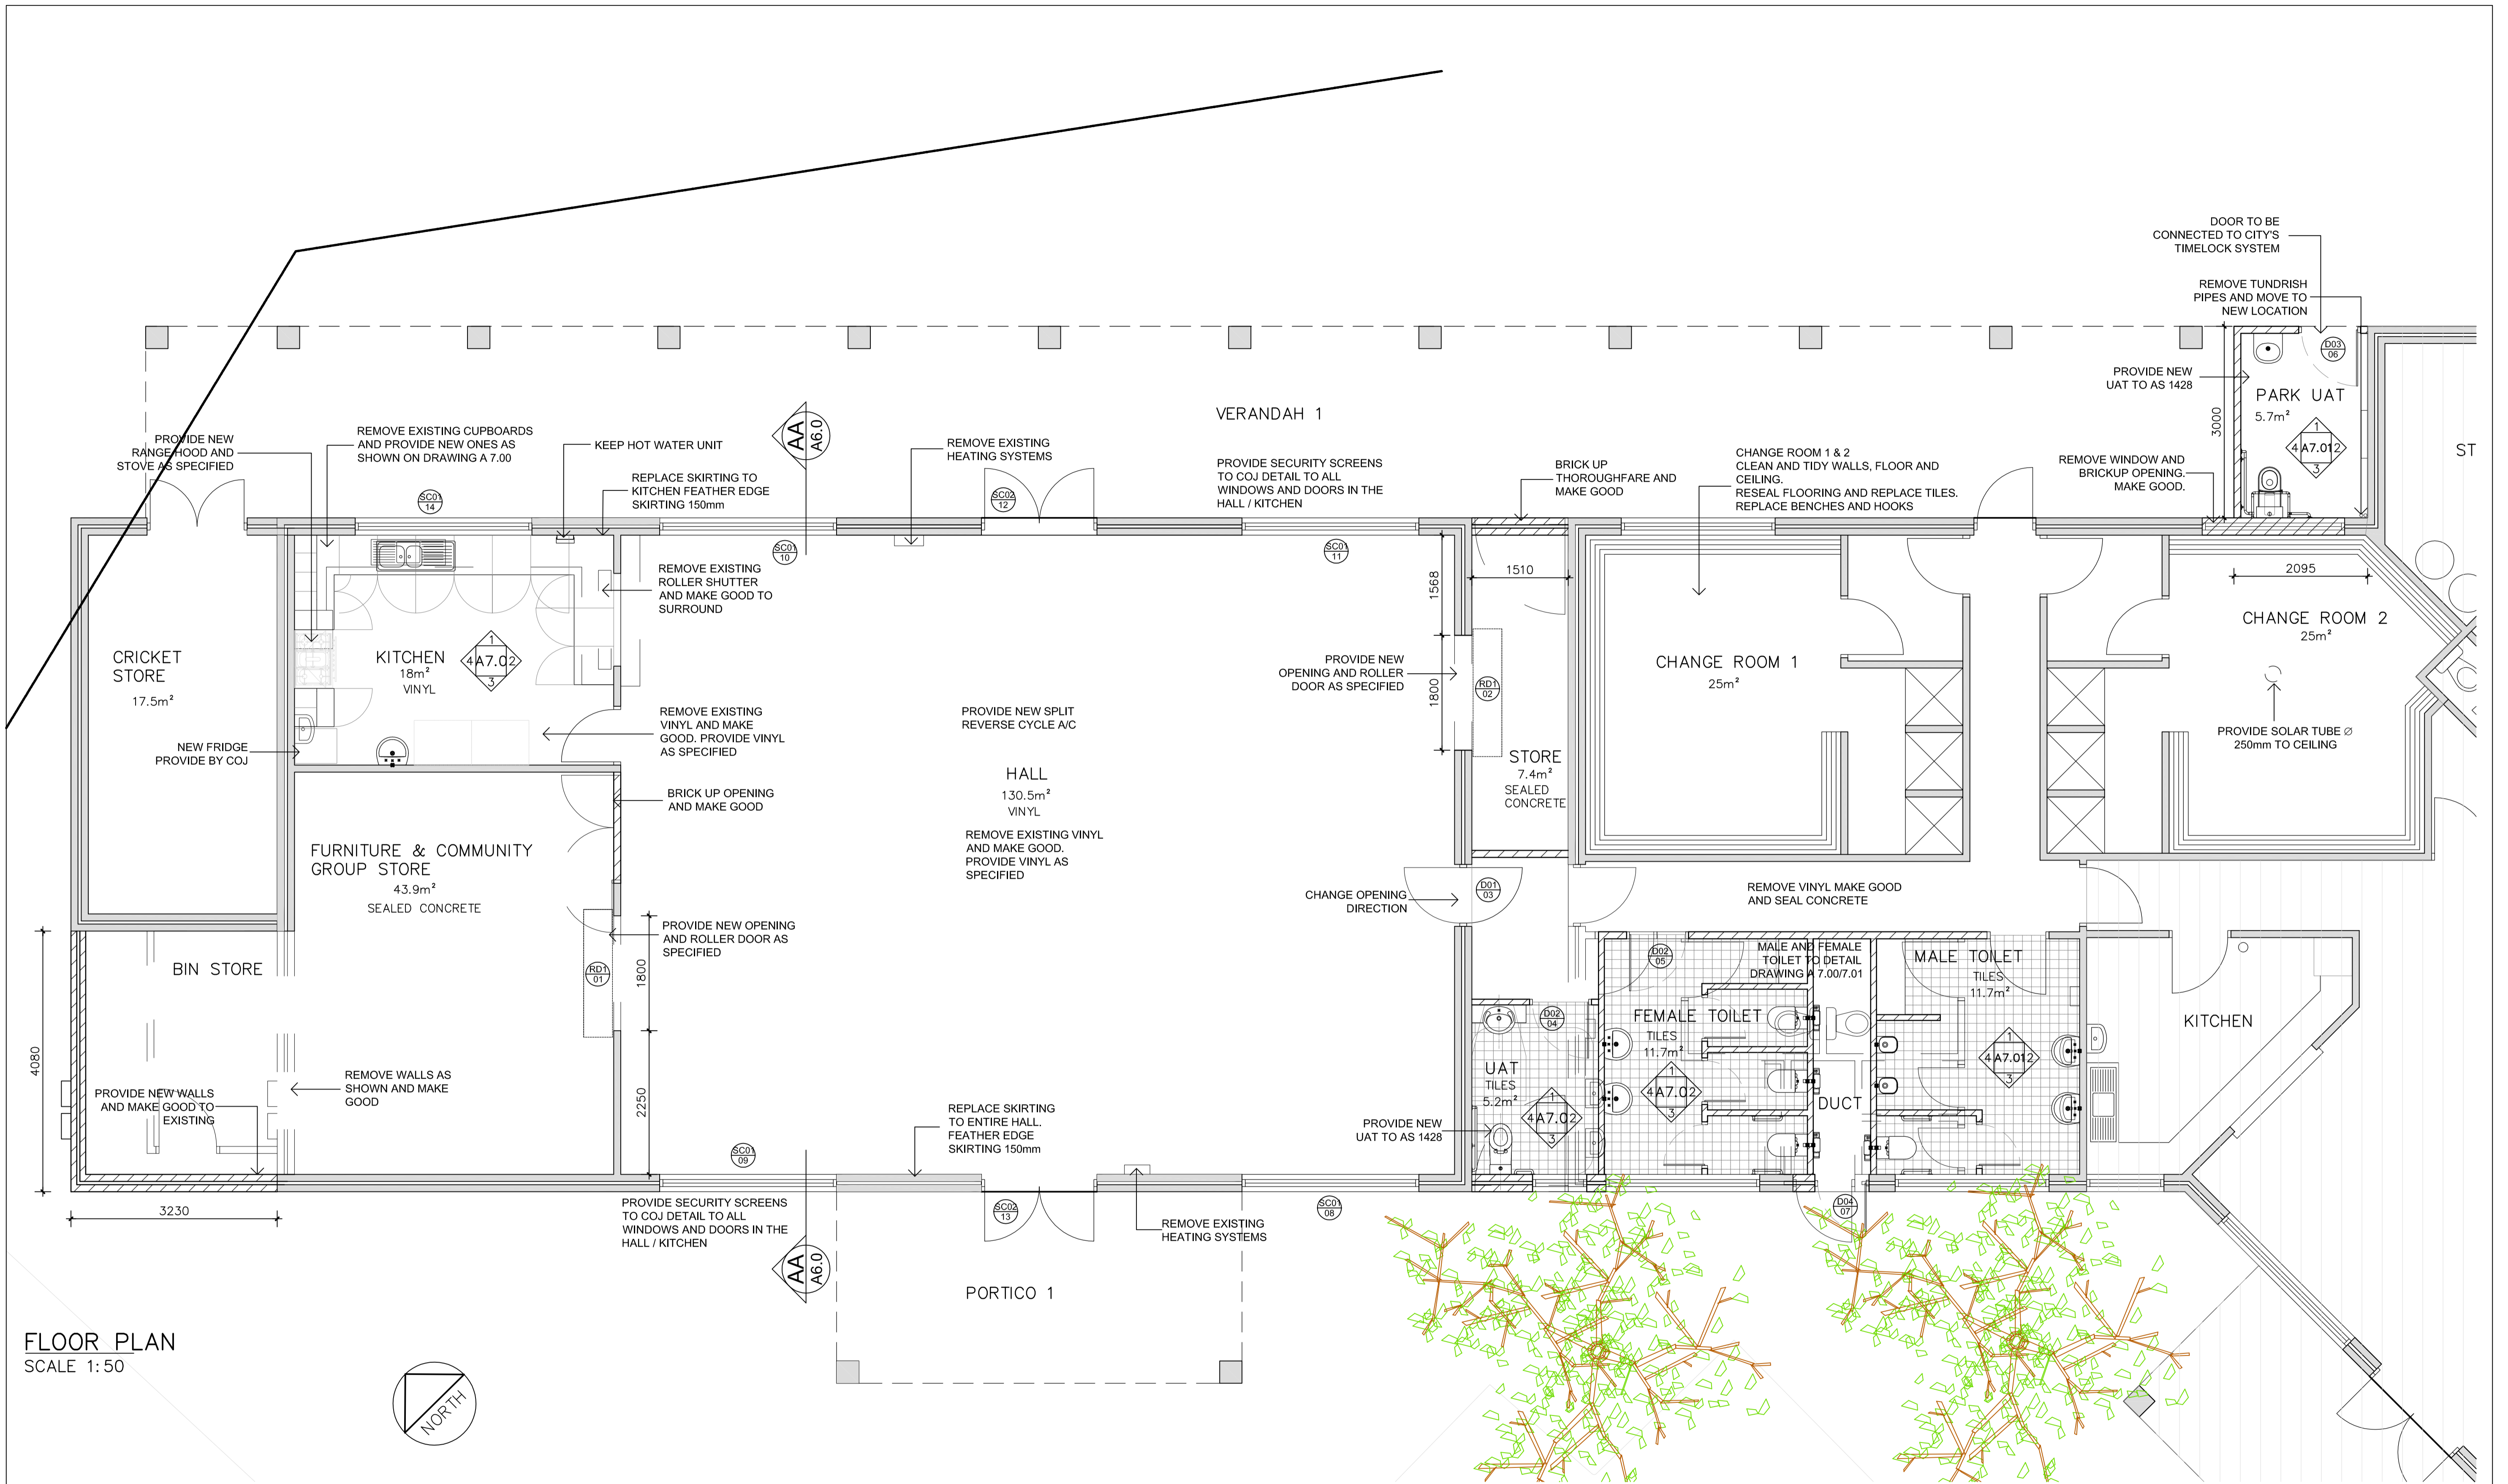 DOOR TO BE
CONNECTED TO CITY'S
TIMELOCK SYSTEM
REMOVE TUNDRISH
PIPES AND MOVE TO
NEW LOCATION
D03
06
PROVIDE NEW
UAT TO AS 1428
PARK UAT
5.7m²
1
4 A7.012
3
3000
ST
VERANDAH 1
AA
A6.0
PROVIDE NEW
RANGE HOOD AND
STOVE AS SPECIFIED
REMOVE EXISTING CUPBOARDS
AND PROVIDE NEW ONES AS
SHOWN ON DRAWING A 7.00
KEEP HOT WATER UNIT
REPLACE SKIRTING TO
KITCHEN FEATHER EDGE
SKIRTING 150mm
REMOVE EXISTING
HEATING SYSTEMS
PROVIDE SECURITY SCREENS
TO COJ DETAIL TO ALL
WINDOWS AND DOORS IN THE
HALL / KITCHEN
BRICK UP
THOROUGHFARE AND
MAKE GOOD
CHANGE ROOM 1 & 2
CLEAN AND TIDY WALLS, FLOOR AND
CEILING.
RESEAL FLOORING AND REPLACE TILES.
REPLACE BENCHES AND HOOKS
REMOVE WINDOW AND
BRICKUP OPENING.
MAKE GOOD.
SC01
14
SC02
12
SC01
10
SC01
11
REMOVE EXISTING
ROLLER SHUTTER
AND MAKE GOOD TO
SURROUND
1568
1510
2095
CRICKET
STORE
17.5m²
KITCHEN
18m²
VINYL
1
4 A7.02
3
PROVIDE NEW
OPENING AND ROLLER
DOOR AS SPECIFIED
1800
RD1
02
CHANGE ROOM 1
25m²
CHANGE ROOM 2
25m²
NEW FRIDGE
PROVIDE BY COJ
REMOVE EXISTING
VINYL AND MAKE
GOOD. PROVIDE VINYL
AS SPECIFIED
PROVIDE NEW SPLIT
REVERSE CYCLE A/C
PROVIDE SOLAR TUBE ∅
250mm TO CEILING
STORE
7.4m²
SEALED
CONCRETE
HALL
130.5m²
VINYL
BRICK UP OPENING
AND MAKE GOOD
REMOVE EXISTING VINYL
AND MAKE GOOD.
PROVIDE VINYL AS
SPECIFIED
FURNITURE & COMMUNITY
GROUP STORE
43.9m²
SEALED CONCRETE
CHANGE OPENING
DIRECTION
D01
03
REMOVE VINYL MAKE GOOD
AND SEAL CONCRETE
PROVIDE NEW OPENING
AND ROLLER DOOR AS
SPECIFIED
RD1
01
1800
BIN STORE
D02
05
MALE AND FEMALE
TOILET TO DETAIL
DRAWING A 7.00/7.01
MALE TOILET
TILES
11.7m²
D02
04
FEMALE TOILET
TILES
11.7m²
KITCHEN
4080
2250
REMOVE WALLS AS
SHOWN AND MAKE
GOOD
PROVIDE NEW WALLS
AND MAKE GOOD TO
EXISTING
UAT
TILES
5.2m²
1
4 A7.02
3
1
4 A7.02
3
1
4 A7.012
3
DUCT
PROVIDE NEW
UAT TO AS 1428
REPLACE SKIRTING
TO ENTIRE HALL.
FEATHER EDGE
SKIRTING 150mm
SC01
09
3230
PROVIDE SECURITY SCREENS
TO COJ DETAIL TO ALL
WINDOWS AND DOORS IN THE
HALL / KITCHEN
SC02
13
REMOVE EXISTING
HEATING SYSTEMS
SC01
08
D04
07
AA
A6.0
PORTICO 1
FLOOR PLAN
SCALE 1:50
NORTH